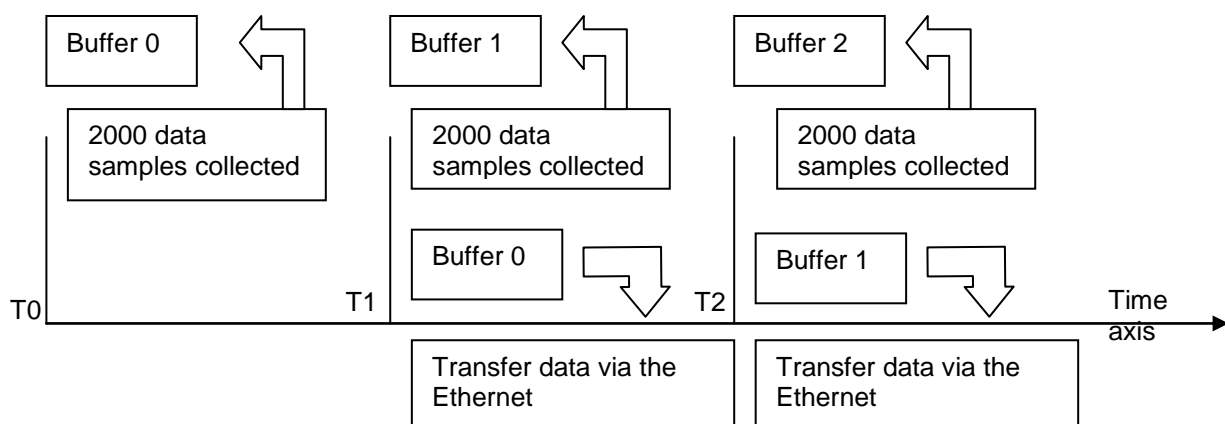 Buffer 0
Buffer 1
Buffer 2
2000 data
samples collected
2000 data
samples collected
2000 data
samples collected
Buffer 0
Buffer 1
T0
T1
T2
Time
axis
Transfer data via the
Ethernet
Transfer data via the
Ethernet